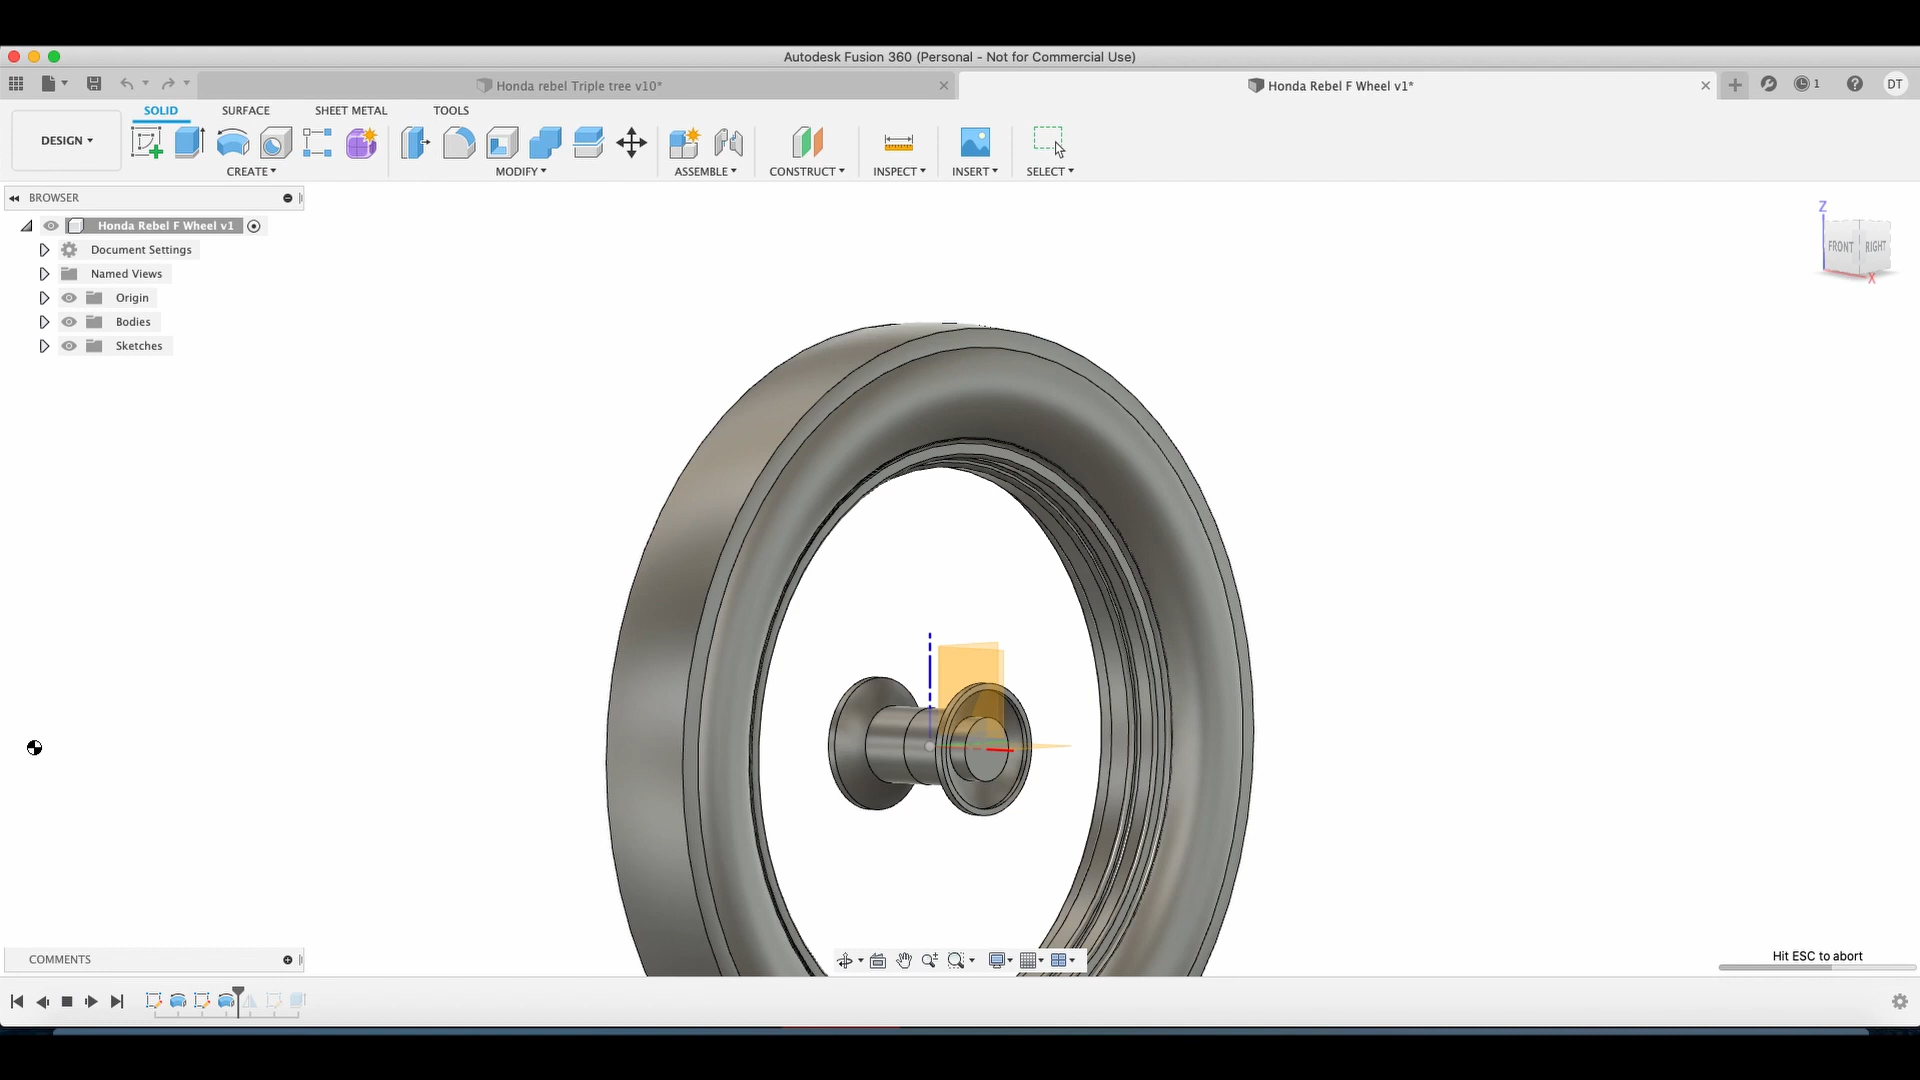 Autodesk Fusion 360 (Personal - Not for Commercial Use)
Honda rebel Triple tree v10*
Honda Rebel F Wheel v1*
1
DT
DESIGN
SOLID
SURFACE
SHEET METAL
TOOLS
CREATE
MODIFY
ASSEMBLE
CONSTRUCT
INSPECT
INSERT
SELECT
BROWSER
Honda Rebel F Wheel v1
Document Settings
Named Views
Origin
Bodies
Sketches
Z
FRONT
RIGHT
X
COMMENTS
Hit ESC to abort